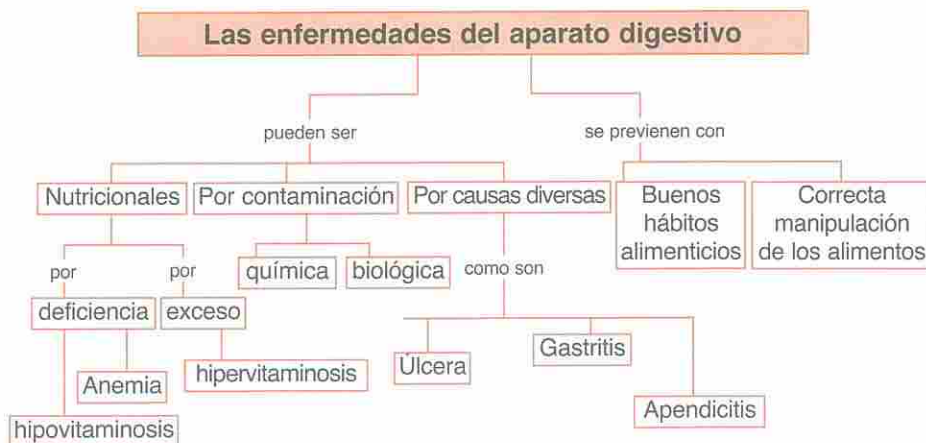 Las enfermedades del aparato digestivo
pueden ser
se previenen con
Nutricionales
Por contaminación
Por causas diversas
Buenos
hábitos
alimenticios
Correcta
manipulación
de los alimentos
por
por
química
biológica
como son
deficiencia
exceso
Anemia
hipervitaminosis
Úlcera
Gastritis
Apendicitis
hipovitaminosis